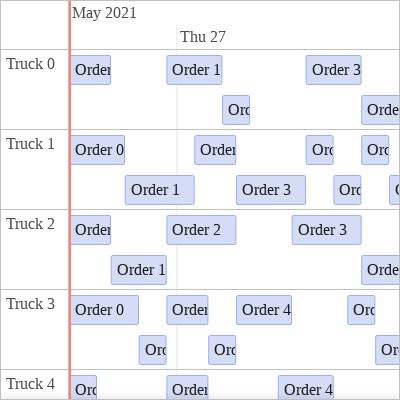 May 2021
Thu 27
Truck 0
Order Order 1 Order 3
Orc Orde
Truck 1
Order 0 Order Orc Orc
Order 1 Order 3 Orc
Truck 2
Order Order 2 Order 3
Order 1 Orde
Truck 3
Order 0 Order Order 4 Orc
Orc Orc Or
Truck 4
Orc Order Order 4